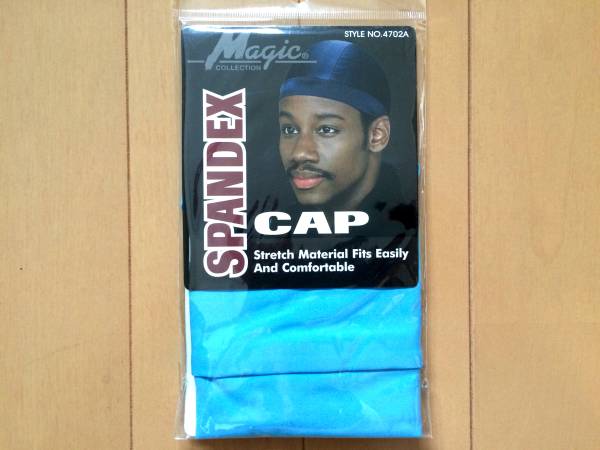 STYLE NO.4702A
Magic®
COLLECTION
SPANDEX
CAP
Stretch Material Fits Easily
And Comfortable